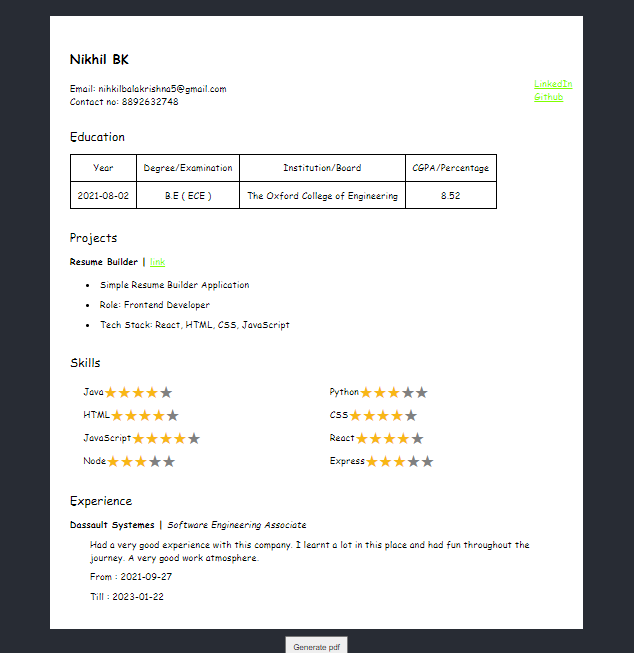 Nikhil BK
Email: nihkilbalakrishna5@gmail.com
LinkedIn
Contact no: 8892632748
Github
Education
Year Degree/Examination Institution/Board CGPA/Percentage
2021-08-02 B.E ( ECE ) The Oxford College of Engineering 8.52
Projects
Resume Builder | link
• Simple Resume Builder Application
• Role: Frontend Developer
• Tech Stack: React, HTML, CSS, JavaScript
Skills
Java★★★★★ Python★★★★★
HTML★★★★★ CSS★★★★★
JavaScript★★★★★ React★★★★★
Node★★★★★ Express★★★★★
Experience
Dassault Systemes | Software Engineering Associate
Had a very good experience with this company. I learnt a lot in this place and had fun throughout the
journey. A very good work atmosphere.
From : 2021-09-27
Till : 2023-01-22
Generate pdf